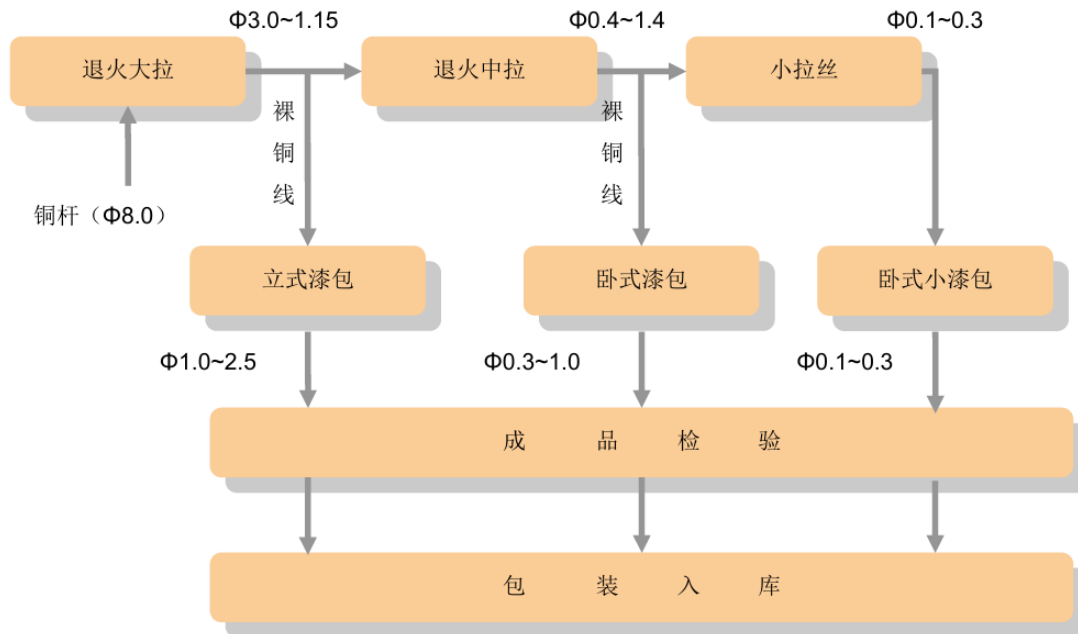 Φ3.0~1.15
Φ0.4~1.4
Φ0.1~0.3
退火大拉
退火中拉
小拉丝
裸铜线
裸铜线
铜杆（Φ8.0）
立式漆包
卧式漆包
卧式小漆包
Φ1.0~2.5
Φ0.3~1.0
Φ0.1~0.3
成品检验
包装入库